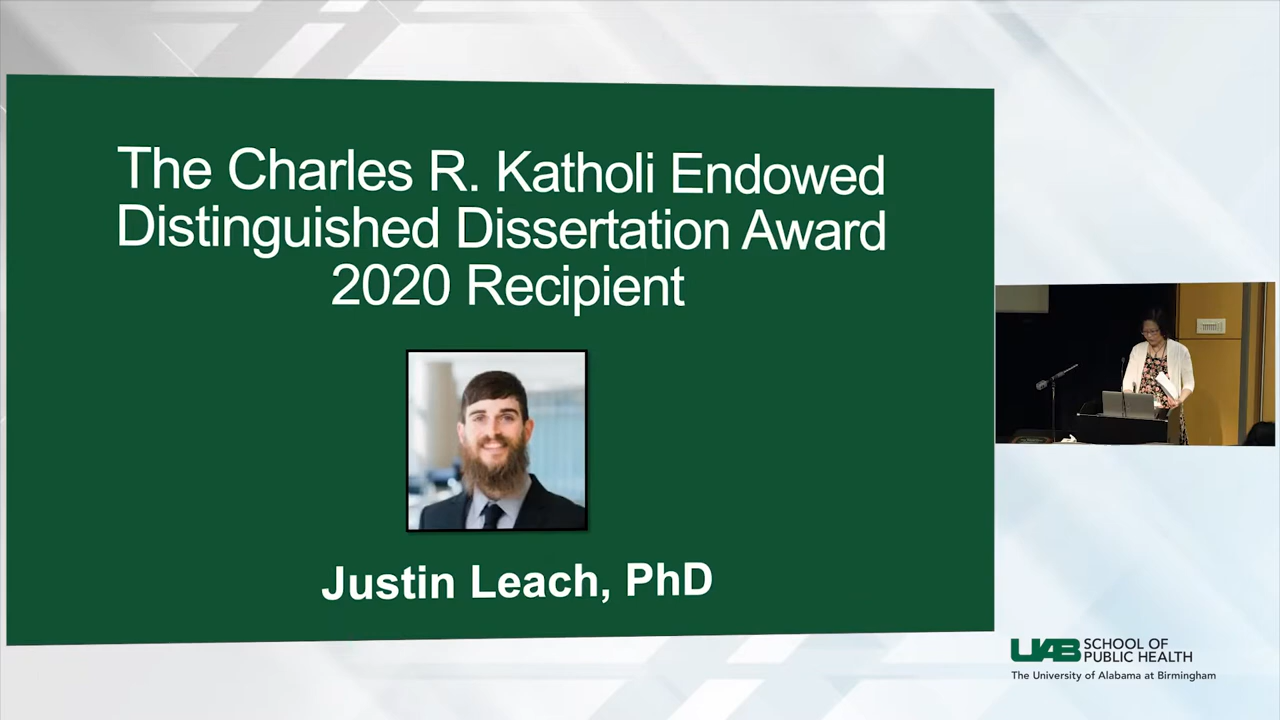 The Charles R. Katholi Endowed
Distinguished Dissertation Award
2020 Recipient
Justin Leach, PhD
UAB SCHOOL OF
PUBLIC HEALTH
The University of Alabama at Birmingham